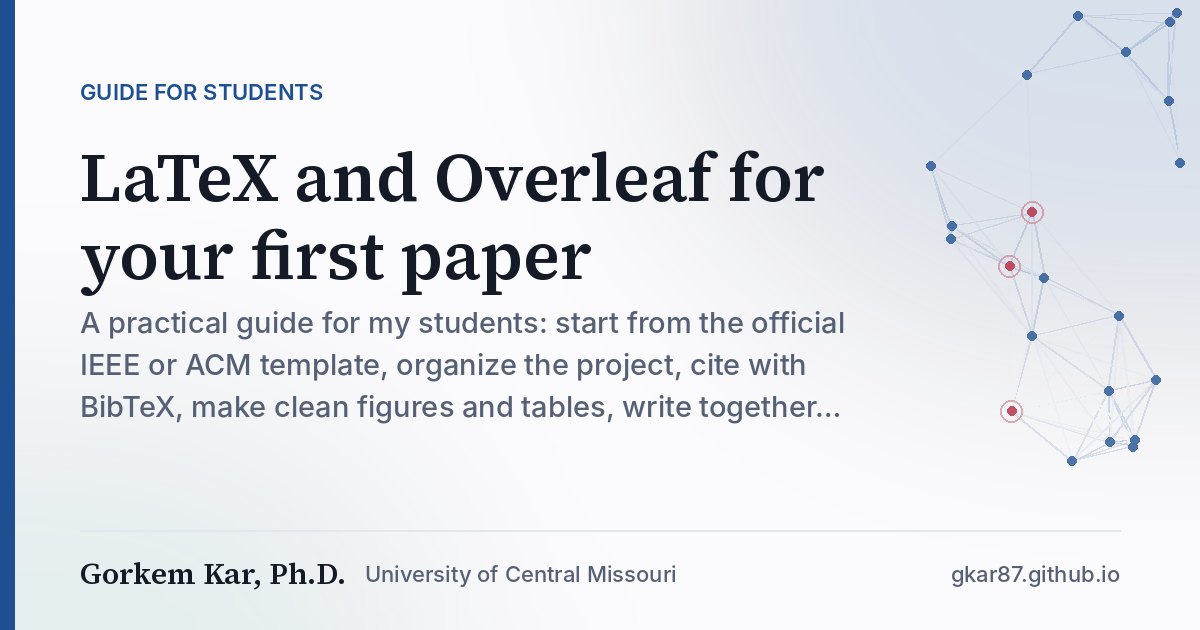 GUIDE FOR STUDENTS
LaTeX and Overleaf for
your first paper
A practical guide for my students: start from the official
IEEE or ACM template, organize the project, cite with
BibTeX, make clean figures and tables, write together...
Gorkem Kar, Ph.D. University of Central Missouri gkar87.github.io